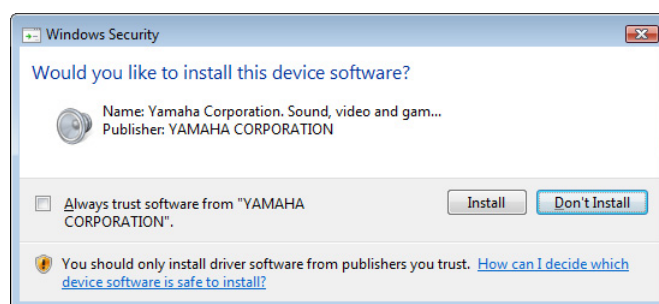 Windows Security
Would you like to install this device software?
Name: Yamaha Corporation. Sound, video and gam...
Publisher: YAMAHA CORPORATION
Always trust software from "YAMAHA
CORPORATION".
Install
Don't Install
You should only install driver software from publishers you trust. How can I decide which
device software is safe to install?